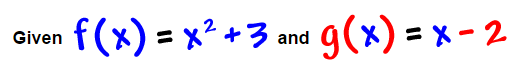 Given f(x) = x² + 3 and g(x) = x - 2